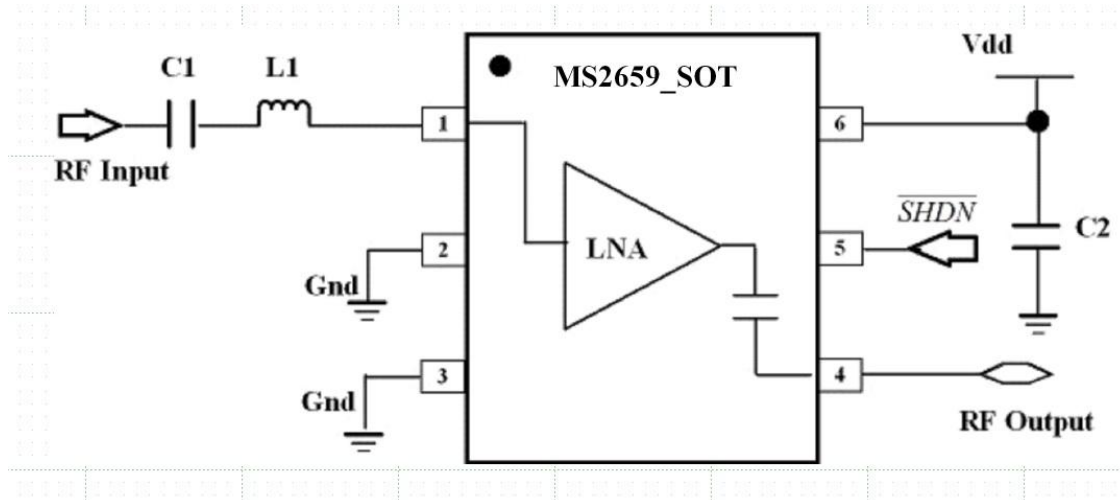 C1
L1
RF Input
MS2659_SOT
Vdd
1
6
2
5
3
4
Gnd
Gnd
LNA
SHDN
C2
RF Output